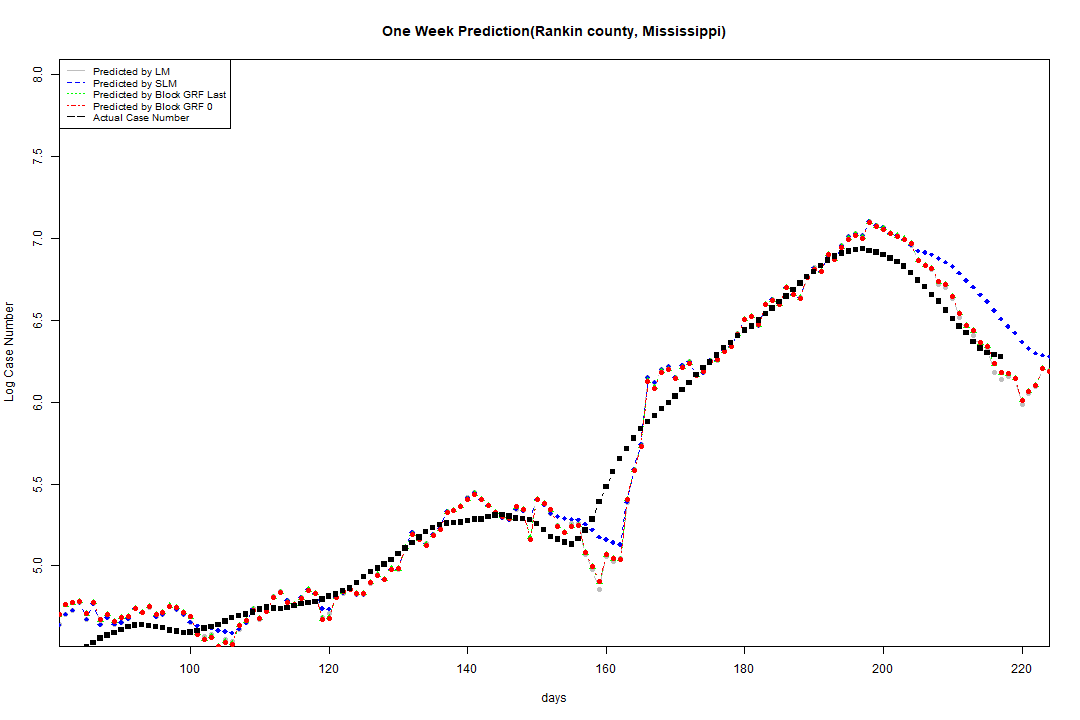 One Week Prediction(Rankin county, Mississippi)
Predicted by LM
Predicted by SLM
Predicted by Block GRF Last
Predicted by Block GRF 0
Actual Case Number
8.0
7.5
7.0
6.5
6.0
5.5
5.0
Log Case Number
100 120 140 160 180 200 220
days